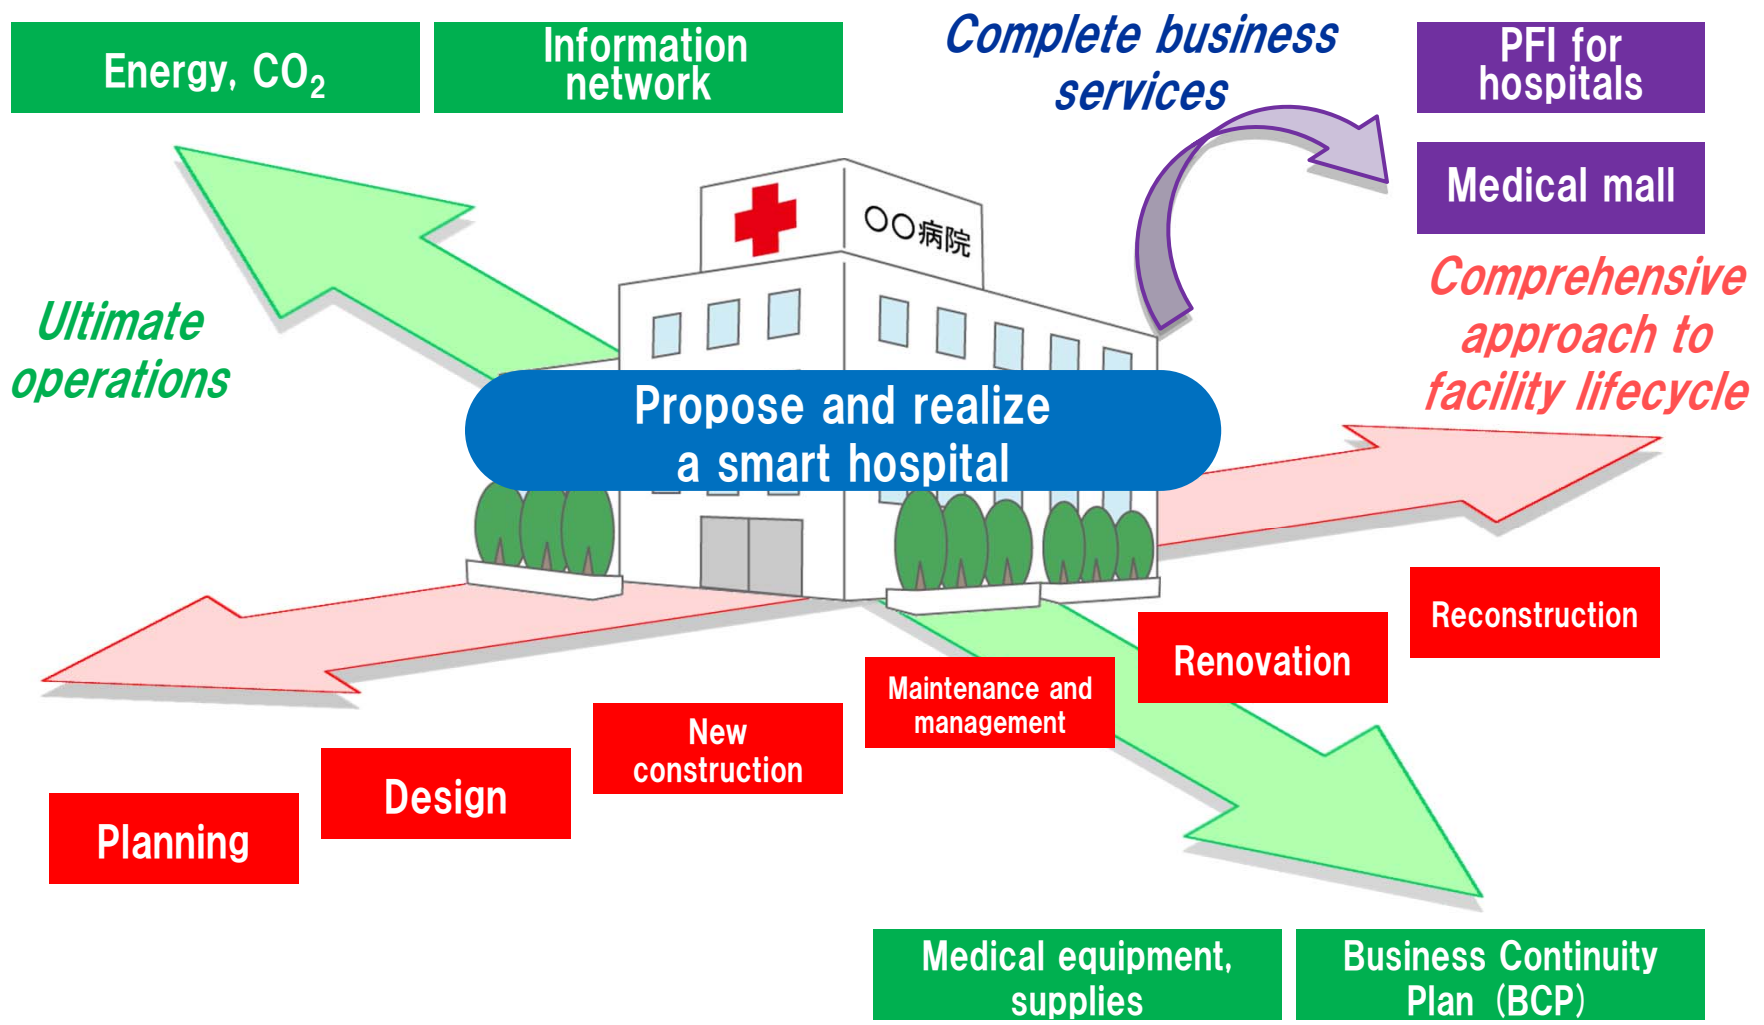 Energy, CO₂
Information
network
Complete business
services
PFI for
hospitals
Medical mall
〇〇病院
Ultimate
operations
Comprehensive
approach to
facility lifecycle
Propose and realize
a smart hospital
Planning
Design
New
construction
Maintenance and
management
Renovation
Reconstruction
Medical equipment,
supplies
Business Continuity
Plan (BCP)